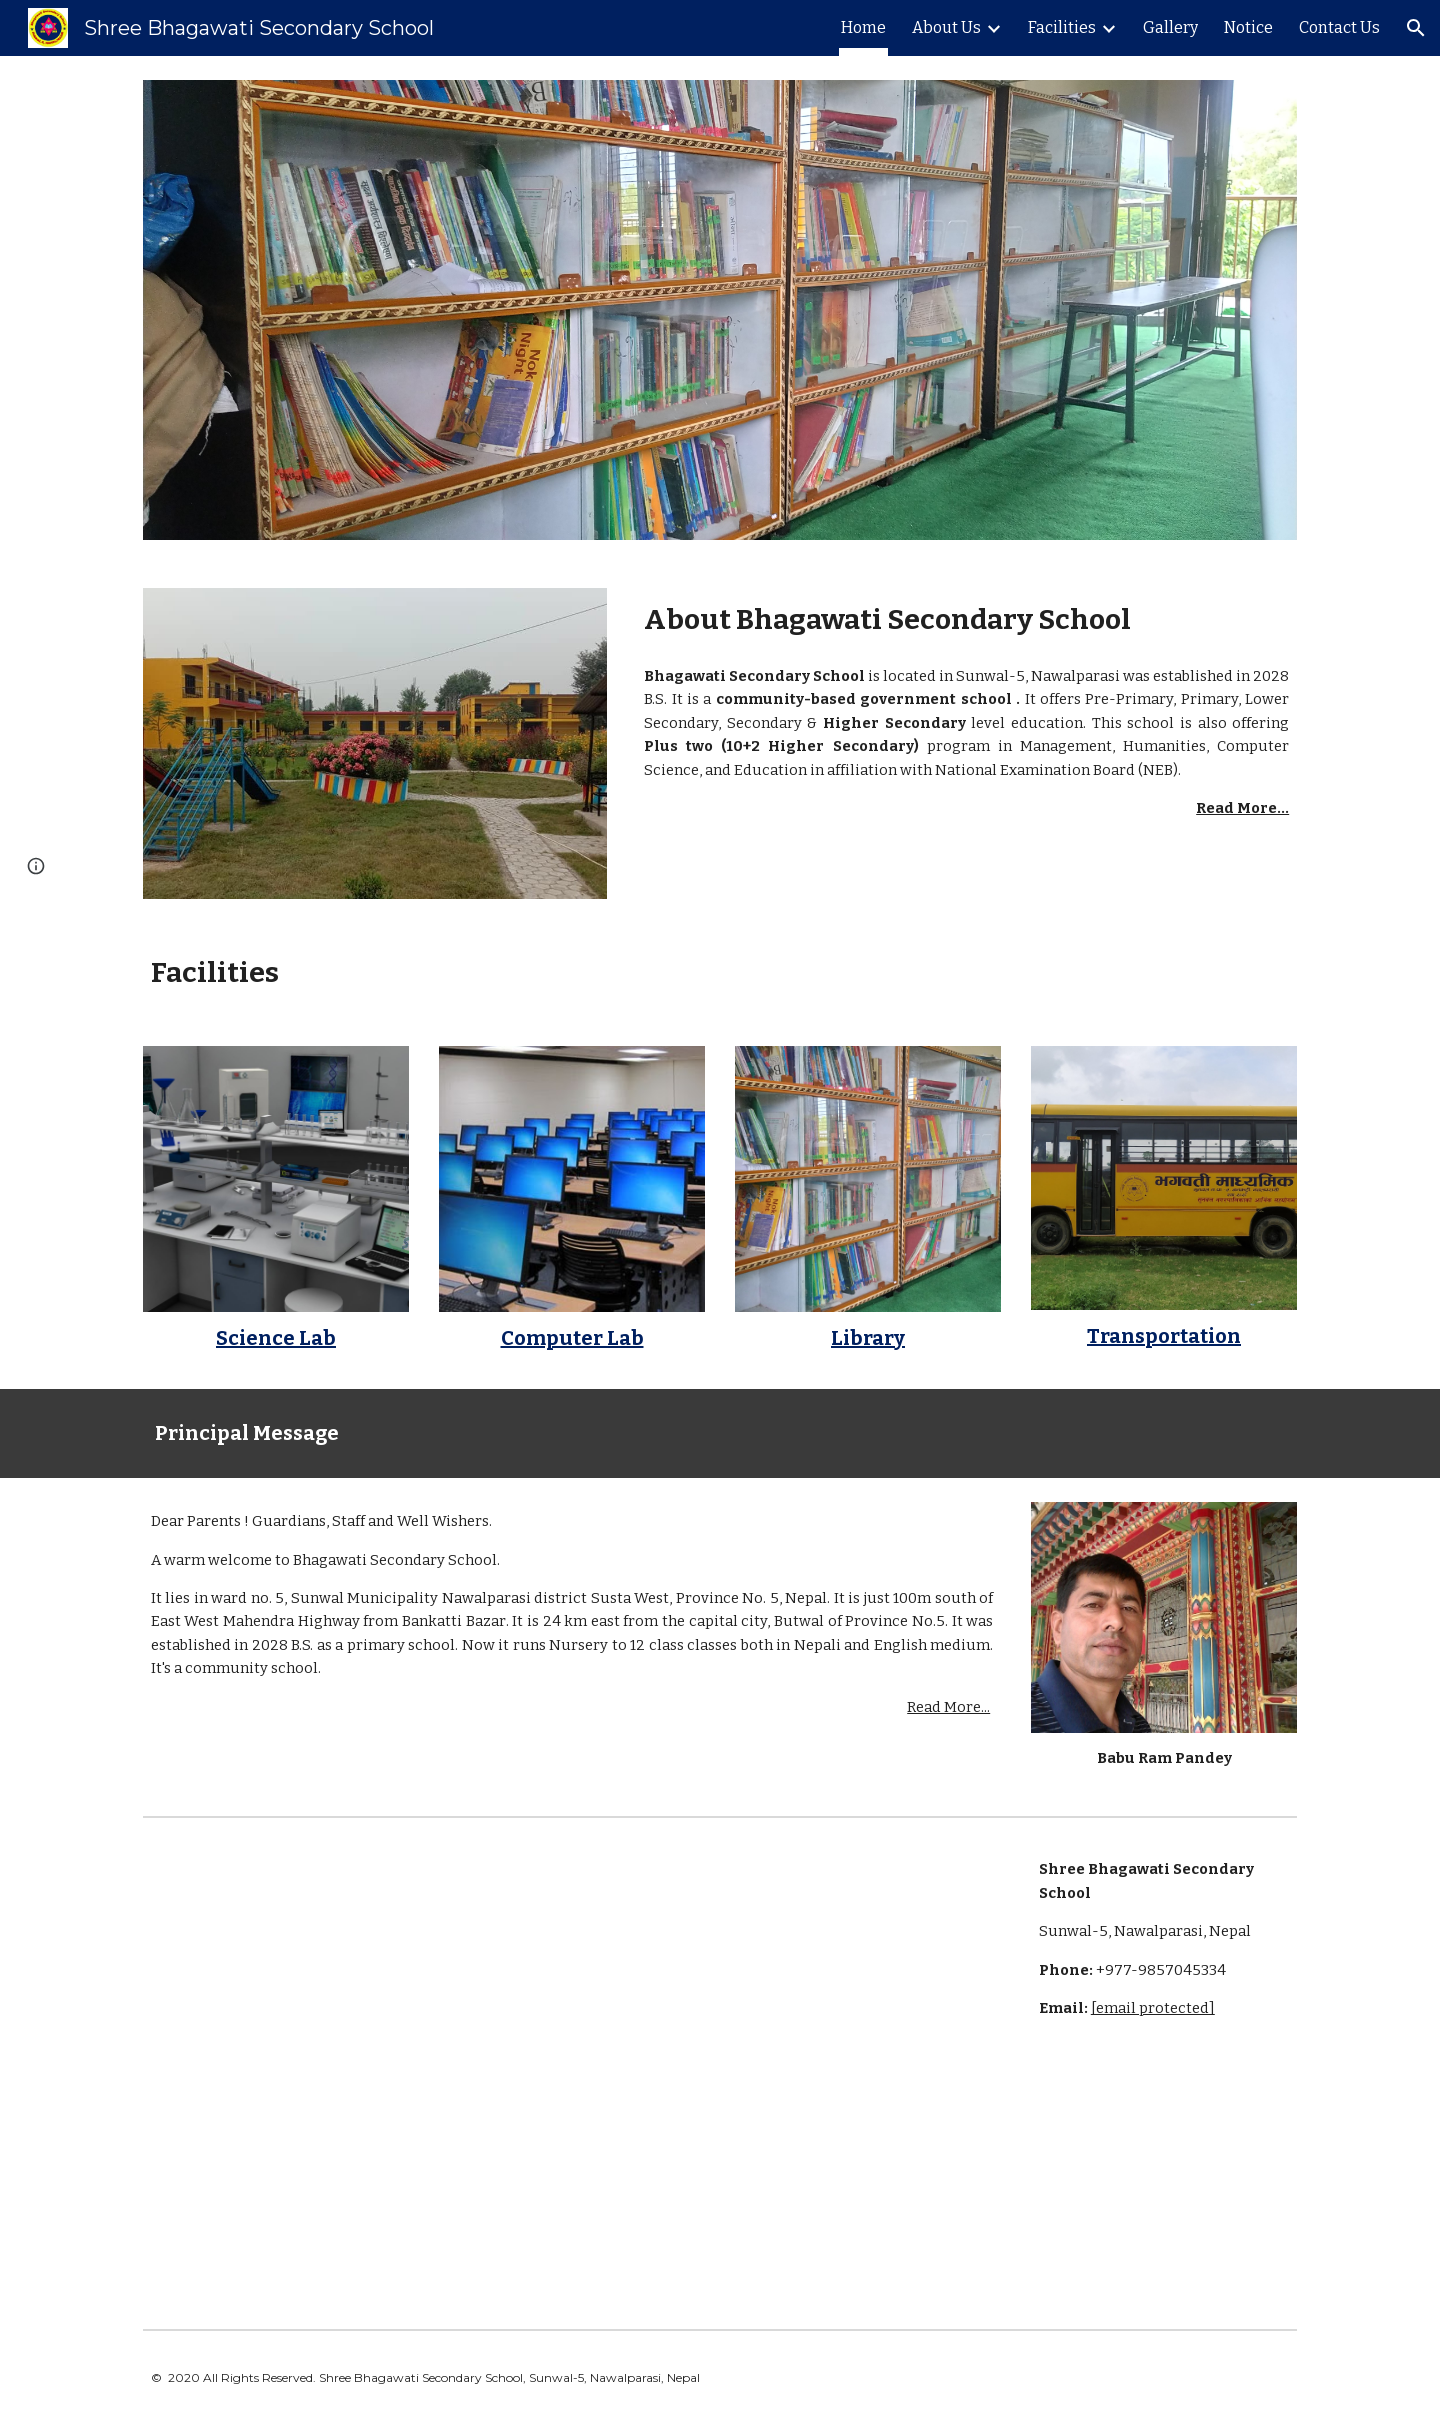 Shree Bhagawati Secondary School
Home
About Us
Facilities
Gallery
Notice
Contact Us
Night
About Bhagawati Secondary School
Bhagawati Secondary School is located in Sunwal-5, Nawalparasi was established in 2028
B.S. It is a community-based government school . It offers Pre-Primary, Primary, Lower
Secondary, Secondary & Higher Secondary level education. This school is also offering
Plus two (10+2 Higher Secondary) program in Management, Humanities, Computer
Science, and Education in affiliation with National Examination Board (NEB).
Read More...
Facilities
भगवती माध्यमिक
Science Lab
Computer Lab
Library
Transportation
Principal Message
Dear Parents ! Guardians, Staff and Well Wishers.
A warm welcome to Bhagawati Secondary School.
It lies in ward no. 5, Sunwal Municipality Nawalparasi district Susta West, Province No. 5, Nepal. It is just 100m south of
East West Mahendra Highway from Bankatti Bazar. It is 24 km east from the capital city, Butwal of Province No.5. It was
established in 2028 B.S. as a primary school. Now it runs Nursery to 12 class classes both in Nepali and English medium.
It's a community school.
Read More...
Babu Ram Pandey
Shree Bhagawati Secondary
School
Sunwal-5, Nawalparasi, Nepal
Phone: +977-9857045334
Email: [email protected]
© 2020 All Rights Reserved. Shree Bhagawati Secondary School, Sunwal-5, Nawalparasi, Nepal